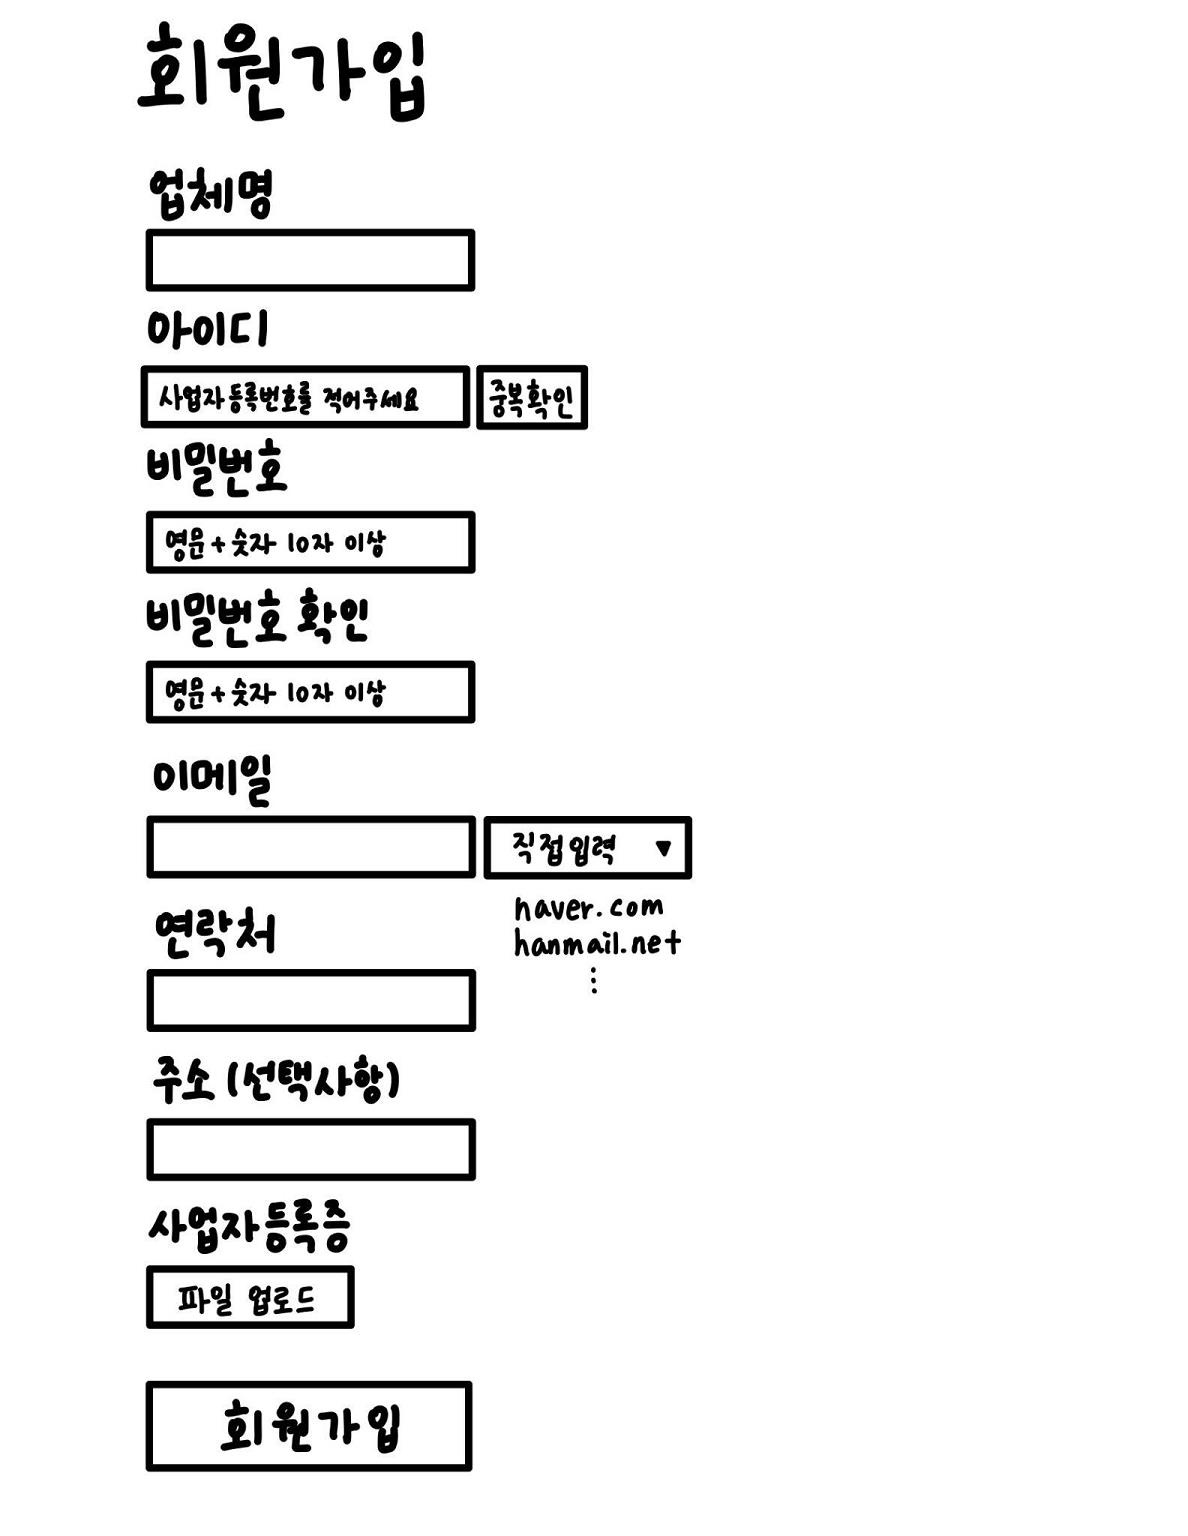 회원가입
업체명
아이디
사업자등록번호를 적어주세요 중복확인
비밀번호
영문+숫자 10자 이상
비밀번호 확인
영문+숫자 10자 이상
이메일
직접입력 ▼
haver.com
hanmail.net
⋮
연락처
주소 (선택사항)
사업자등록증
파일 업로드
회원가입